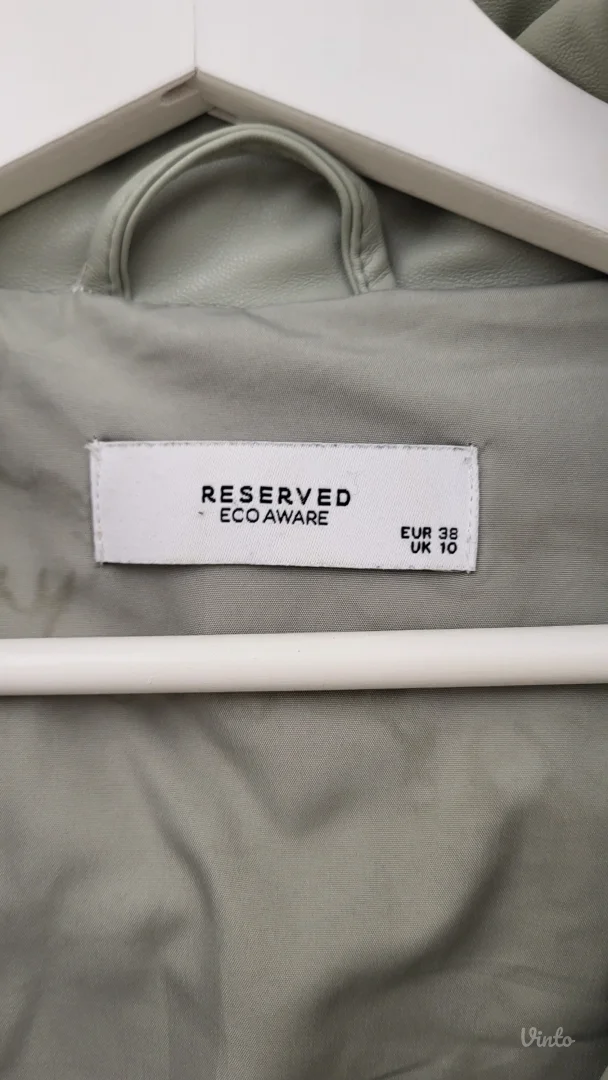 RESERVED
ECO AWARE
EUR 38
UK 10
Vinto